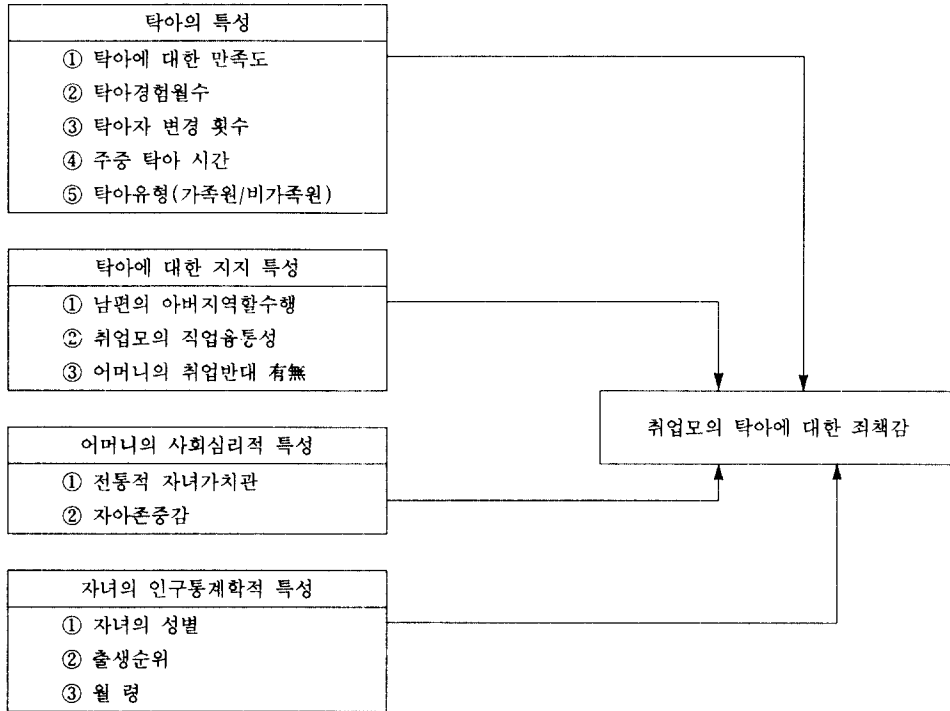 탁아의 특성
① 탁아에 대한 만족도
② 탁아경험월수
③ 탁아자 변경 횟수
④ 주중 탁아 시간
⑤ 탁아유형(가족원/비가족원)
탁아에 대한 지지 특성
① 남편의 아버지역할수행
② 취업모의 직업융통성
③ 어머니의 취업반대 有無
취업모의 탁아에 대한 죄책감
어머니의 사회심리적 특성
① 전통적 자녀가치관
② 자아존중감
자녀의 인구통계학적 특성
① 자녀의 성별
② 출생순위
③ 월 령